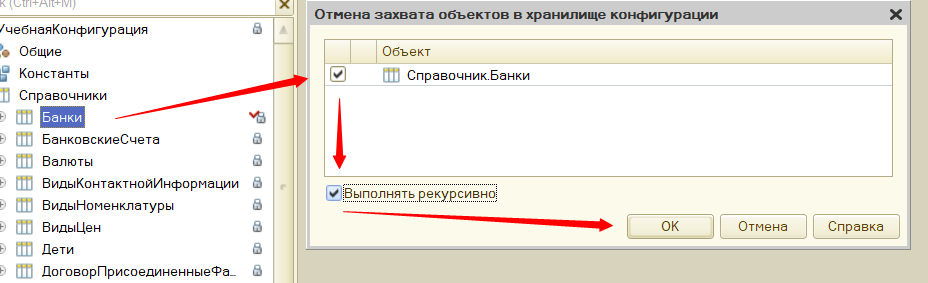 к (Ctrl+Alt+M)
УчебнаяКонфигурация
Общие
Константы
Справочники
Банки
БанковскиеСчета
Валюты
ВидыКонтактнойИнформации
ВидыНоменклатуры
ВидыЦен
Дети
ДоговорПрисоединенныеФа...
Отмена захвата объектов в хранилище конфигурации
Объект
Справочник.Банки
Выполнять рекурсивно
ОК
Отмена
Справка